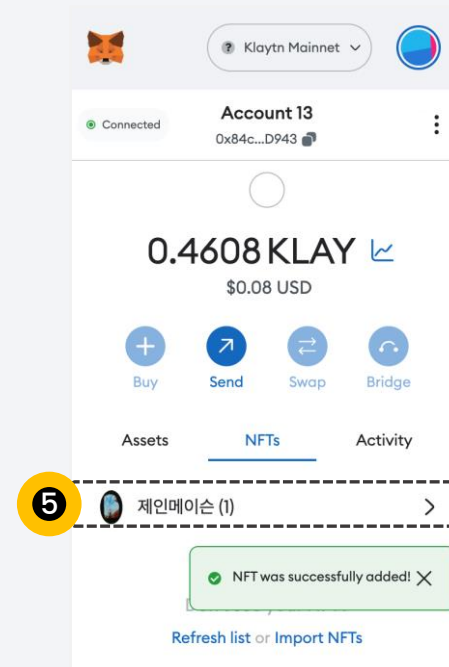 ? Klaytn Mainnet
Connected
Account 13
0x84c...D943
0.4608 KLAY
$0.08 USD
Buy Send Swap Bridge
Assets NFTs Activity
5 제인메이슨 (1)
NFT was successfully added!
Refresh list or Import NFTs